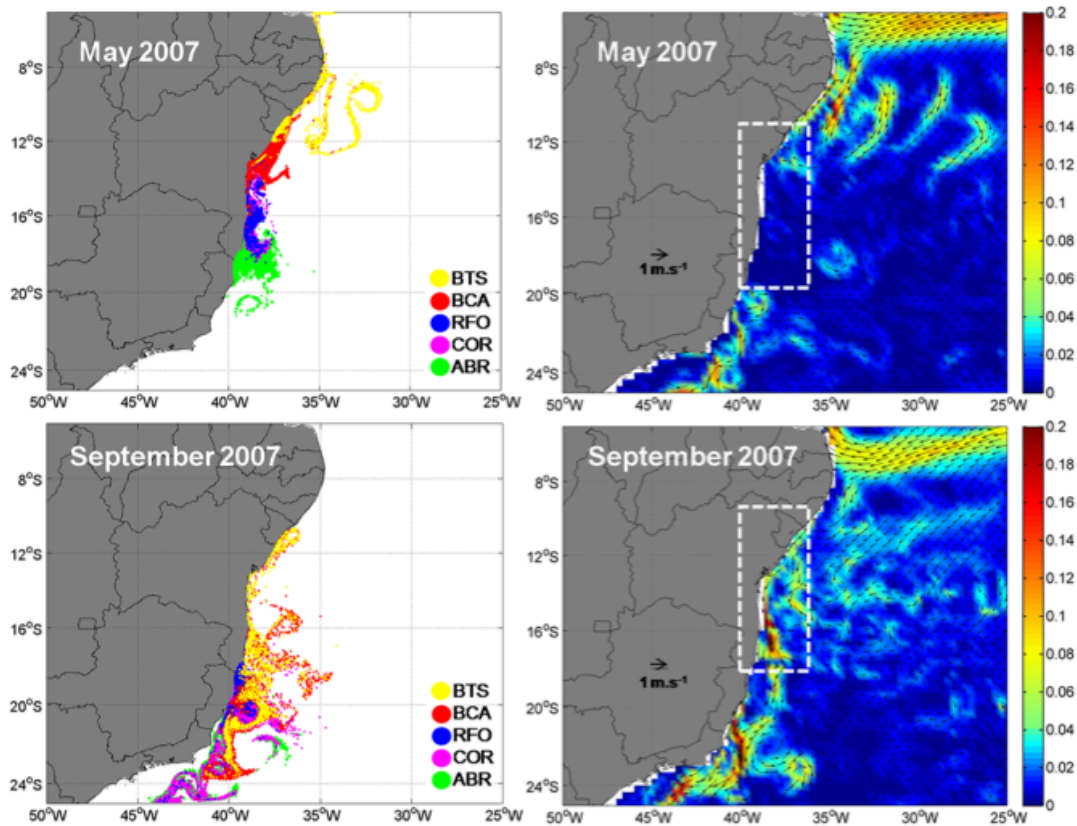 May 2007
8°S
12°S
16°S
20°S
24°S
BTS
BCA
RFO
COR
ABR
50°W 45°W 40°W 35°W 30°W 25°W
May 2007
8°S
12°S
16°S
20°S
24°S
1 m.s⁻¹
50°W 45°W 40°W 35°W 30°W 25°W
0.2
0.18
0.16
0.14
0.12
0.1
0.08
0.06
0.04
0.02
0
September 2007
8°S
12°S
16°S
20°S
24°S
BTS
BCA
RFO
COR
ABR
50°W 45°W 40°W 35°W 30°W 25°W
September 2007
8°S
12°S
16°S
20°S
24°S
1 m.s⁻¹
50°W 45°W 40°W 35°W 30°W 25°W
0.2
0.18
0.16
0.14
0.12
0.1
0.08
0.06
0.04
0.02
0